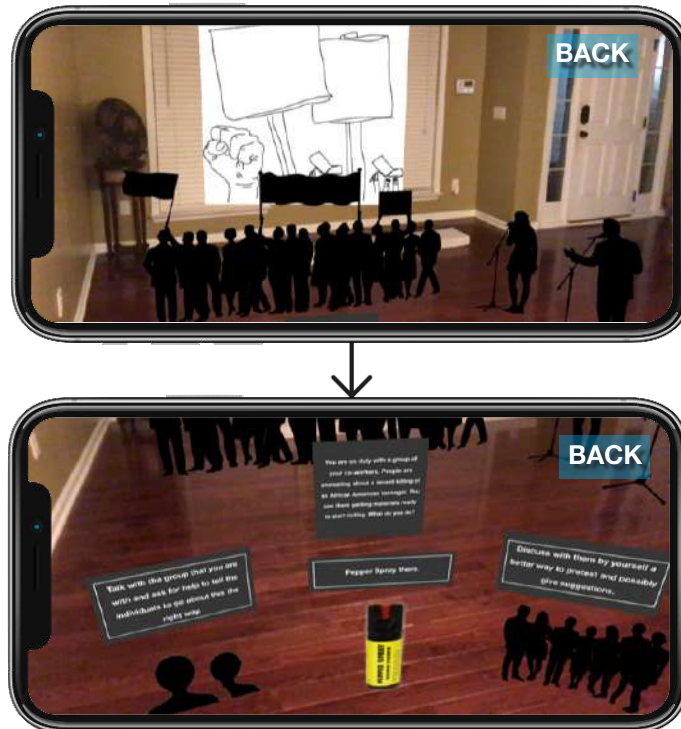 BACK
BACK
You are on duty with a group of
your co-workers. People are
protesting about a recent killing of
an African American teenager. You
see them getting materials ready
to start rioting. What do you do?
Talk with the group that you are
with and ask for help to tell the
individuals to go about this the
right way.
Pepper Spray them.
Discuss with them by yourself a
better way to protest and possibly
give suggestions.
PEPPER SPRAY